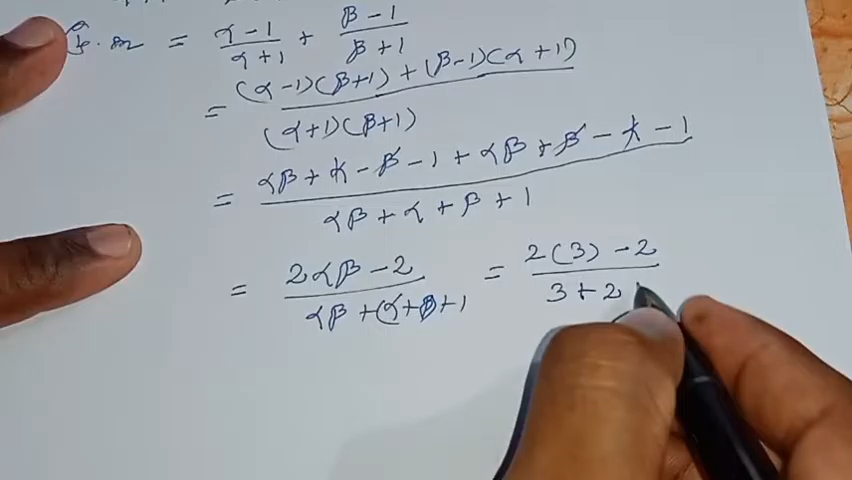 = α-1/α+1 + β-1/β+1
= (α-1)(β+1) + (β-1)(α+1)/(α+1)(β+1)
= αβ + α - β - 1 + αβ + β - α - 1/αβ + α + β + 1
= 2αβ - 2/αβ + (α+β+1 = 2(3) - 2/3 + 2